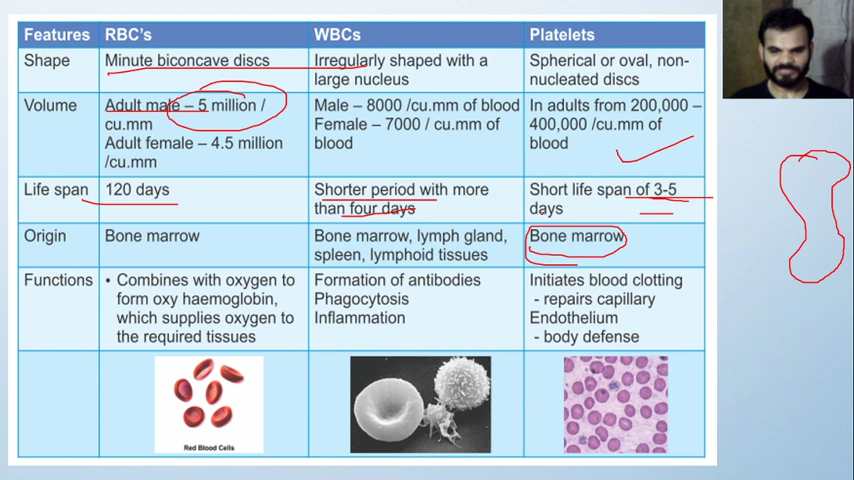 Features RBC's WBCs Platelets
Shape Minute biconcave discs Irregularly shaped with a Spherical or oval, non-
large nucleus nucleated discs
Volume Adult male – 5 million / Male – 8000 /cu.mm of blood In adults from 200,000 –
cu.mm Female – 7000 / cu.mm of 400,000 /cu.mm of
Adult female – 4.5 million blood blood
/cu.mm
Life span 120 days Shorter period with more Short life span of 3-5
than four days days
Origin Bone marrow Bone marrow, lymph gland, Bone marrow
spleen, lymphoid tissues
Functions • Combines with oxygen to Formation of antibodies Initiates blood clotting
form oxy haemoglobin, Phagocytosis - repairs capillary
which supplies oxygen to Inflammation Endothelium
the required tissues - body defense
Red Blood Cells